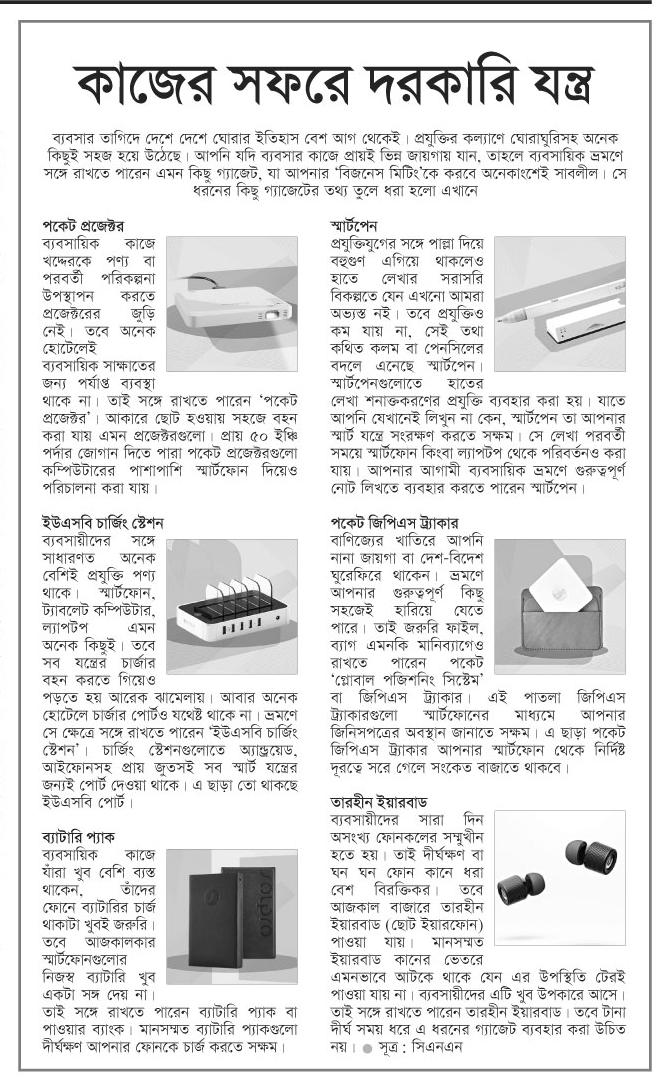 কাজের সফরে দরকারি যন্ত্র
ব্যবসার তাগিদে দেশে দেশে ঘোরার ইতিহাস বেশ আগ থেকেই। প্রযুক্তির কল্যাণে ঘোরাঘুরিসহ অনেক
কিছুই সহজ হয়ে উঠেছে। আপনি যদি ব্যবসার কাজে প্রায়ই ভিন্ন জায়গায় যান, তাহলে ব্যবসায়িক ভ্রমণে
সঙ্গে রাখতে পারেন এমন কিছু গ্যাজেট, যা আপনার ‘বিজনেস মিটিং’কে করবে অনেকাংশেই সাবলীল। সে
ধরনের কিছু গ্যাজেটের তথ্য তুলে ধরা হলো এখানে
পকেট প্রজেক্টর
ব্যবসায়িক কাজে
খদ্দেরকে পণ্য বা
পরবর্তী পরিকল্পনা
উপস্থাপন করতে
প্রজেক্টরের জুড়ি
নেই। তবে অনেক
হোটেলেই
ব্যবসায়িক সাক্ষাতের
জন্য পর্যাপ্ত ব্যবস্থা
থাকে না। তাই সঙ্গে রাখতে পারেন ‘পকেট
প্রজেক্টর’। আকারে ছোট হওয়ায় সহজে বহন
করা যায় এমন প্রজেক্টরগুলো। প্রায় ৫০ ইঞ্চি
পর্দার জোগান দিতে পারা পকেট প্রজেক্টরগুলো
কম্পিউটারের পাশাপাশি স্মার্টফোন দিয়েও
পরিচালনা করা যায়।
ইউএসবি চার্জিং স্টেশন
ব্যবসায়ীদের সঙ্গে
সাধারণত অনেক
বেশিই প্রযুক্তি পণ্য
থাকে। স্মার্টফোন,
ট্যাবলেট কম্পিউটার,
ল্যাপটপ এমন
অনেক কিছুই। তবে
সব যন্ত্রের চার্জার
বহন করতে গিয়েও
পড়তে হয় আরেক ঝামেলায়। আবার অনেক
হোটেলে চার্জার পোর্টও যথেষ্ট থাকে না। ভ্রমণে
সে ক্ষেত্রে সঙ্গে রাখতে পারেন ‘ইউএসবি চার্জিং
স্টেশন’। চার্জিং স্টেশনগুলোতে অ্যান্ড্রয়েড,
আইফোনসহ প্রায় জুতসই সব স্মার্ট যন্ত্রের
জন্যই পোর্ট দেওয়া থাকে। এ ছাড়া তো থাকছে
ইউএসবি পোর্ট।
ব্যাটারি প্যাক
ব্যবসায়িক কাজে
যাঁরা খুব বেশি ব্যস্ত
থাকেন, তাঁদের
ফোনে ব্যাটারির চার্জ
থাকাটা খুবই জরুরি।
তবে আজকালকার
স্মার্টফোনগুলোর
নিজস্ব ব্যাটারি খুব
একটা সঙ্গ দেয় না।
তাই সঙ্গে রাখতে পারেন ব্যাটারি প্যাক বা
পাওয়ার ব্যাংক। মানসম্মত ব্যাটারি প্যাকগুলো
দীর্ঘক্ষণ আপনার ফোনকে চার্জ করতে সক্ষম।
স্মার্টপেন
প্রযুক্তিযুগের সঙ্গে পাল্লা দিয়ে
বহুগুণ এগিয়ে থাকলেও
হাতে লেখার সরাসরি
বিকল্পতে যেন এখনো আমরা
অভ্যস্ত নই। তবে প্রযুক্তিও
কম যায় না, সেই তথা
কথিত কলম বা পেনসিলের
বদলে এনেছে স্মার্টপেন।
স্মার্টপেনগুলোতে হাতের
লেখা শনাক্তকরণের প্রযুক্তি ব্যবহার করা হয়। যাতে
আপনি যেখানেই লিখুন না কেন, স্মার্টপেন তা আপনার
স্মার্ট যন্ত্রে সংরক্ষণ করতে সক্ষম। সে লেখা পরবর্তী
সময়ে স্মার্টফোন কিংবা ল্যাপটপ থেকে পরিবর্তনও করা
যায়। আপনার আগামী ব্যবসায়িক ভ্রমণে গুরুত্বপূর্ণ
নোট লিখতে ব্যবহার করতে পারেন স্মার্টপেন।
পকেট জিপিএস ট্র্যাকার
বাণিজ্যের খাতিরে আপনি
নানা জায়গা বা দেশ-বিদেশ
ঘুরেফিরে থাকেন। ভ্রমণে
আপনার গুরুত্বপূর্ণ কিছু
সহজেই হারিয়ে যেতে
পারে। তাই জরুরি ফাইল,
ব্যাগ এমনকি মানিব্যাগেও
রাখতে পারেন পকেট
‘গ্লোবাল পজিশনিং সিস্টেম’
বা জিপিএস ট্র্যাকার। এই পাতলা জিপিএস
ট্র্যাকারগুলো স্মার্টফোনের মাধ্যমে আপনার
জিনিসপত্রের অবস্থান জানাতে সক্ষম। এ ছাড়া পকেট
জিপিএস ট্র্যাকার আপনার স্মার্টফোন থেকে নির্দিষ্ট
দূরত্বে সরে গেলে সংকেত বাজাতে থাকবে।
তারহীন ইয়ারবাড
ব্যবসায়ীদের সারা দিন
অসংখ্য ফোনকলের সম্মুখীন
হতে হয়। তাই দীর্ঘক্ষণ বা
ঘন ঘন ফোন কানে ধরা
বেশ বিরক্তিকর। তবে
আজকাল বাজারে তারহীন
ইয়ারবাড (ছোট ইয়ারফোন)
পাওয়া যায়। মানসম্মত
ইয়ারবাড কানের ভেতরে
এমনভাবে আটকে থাকে যেন এর উপস্থিতি টেরই
পাওয়া যায় না। ব্যবসায়ীদের এটি খুব উপকারে আসে।
তাই সঙ্গে রাখতে পারেন তারহীন ইয়ারবাড। তবে টানা
দীর্ঘ সময় ধরে এ ধরনের গ্যাজেট ব্যবহার করা উচিত
নয়। ● সূত্র : সিএনএন